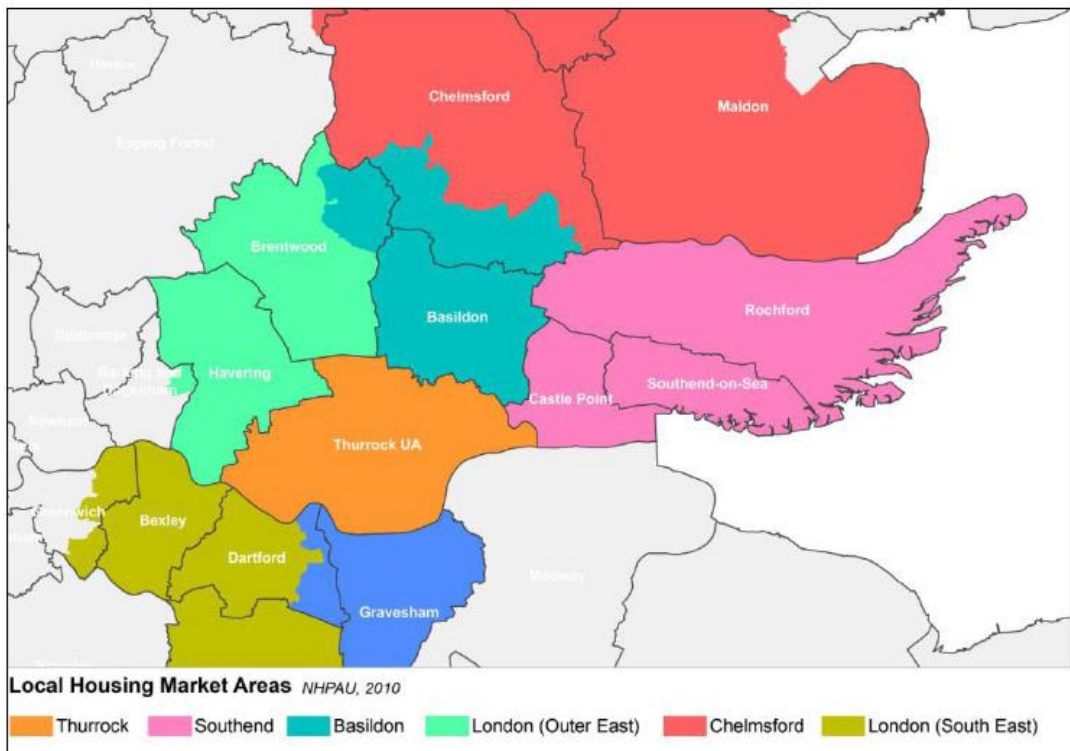 Harlow
Chelmsford
Maldon
Epping Forest
Brentwood
Rochford
Basildon
Redbridge
Havering
Barking and
Dagenham
Southend-on-Sea
Castle Point
Newham
Thurrock UA
Greenwich
Bexley
Dartford
Medway
Gravesham
Local Housing Market Areas NHPAU, 2010
Thurrock
Southend
Basildon
London (Outer East)
Chelmsford
London (South East)